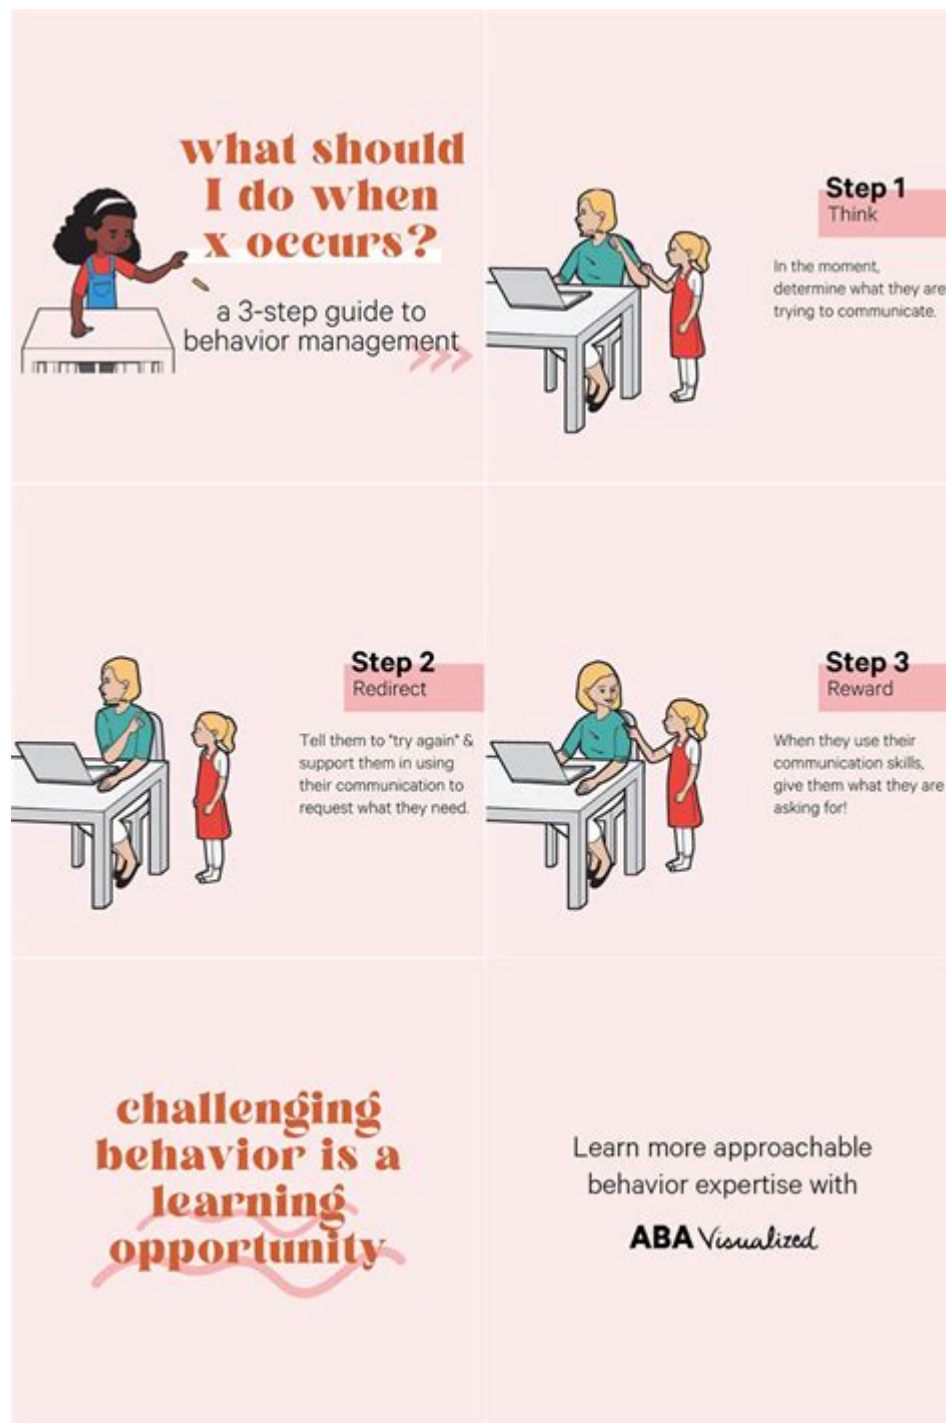 what should
I do when
x occurs?
a 3-step guide to
behavior management
Step 1
Think
In the moment,
determine what they are
trying to communicate.
Step 2
Redirect
Tell them to "try again" &
support them in using
their communication to
request what they need.
Step 3
Reward
When they use their
communication skills,
give them what they are
asking for!
challenging
behavior is a
learning
opportunity
Learn more approachable
behavior expertise with
ABA Visualized